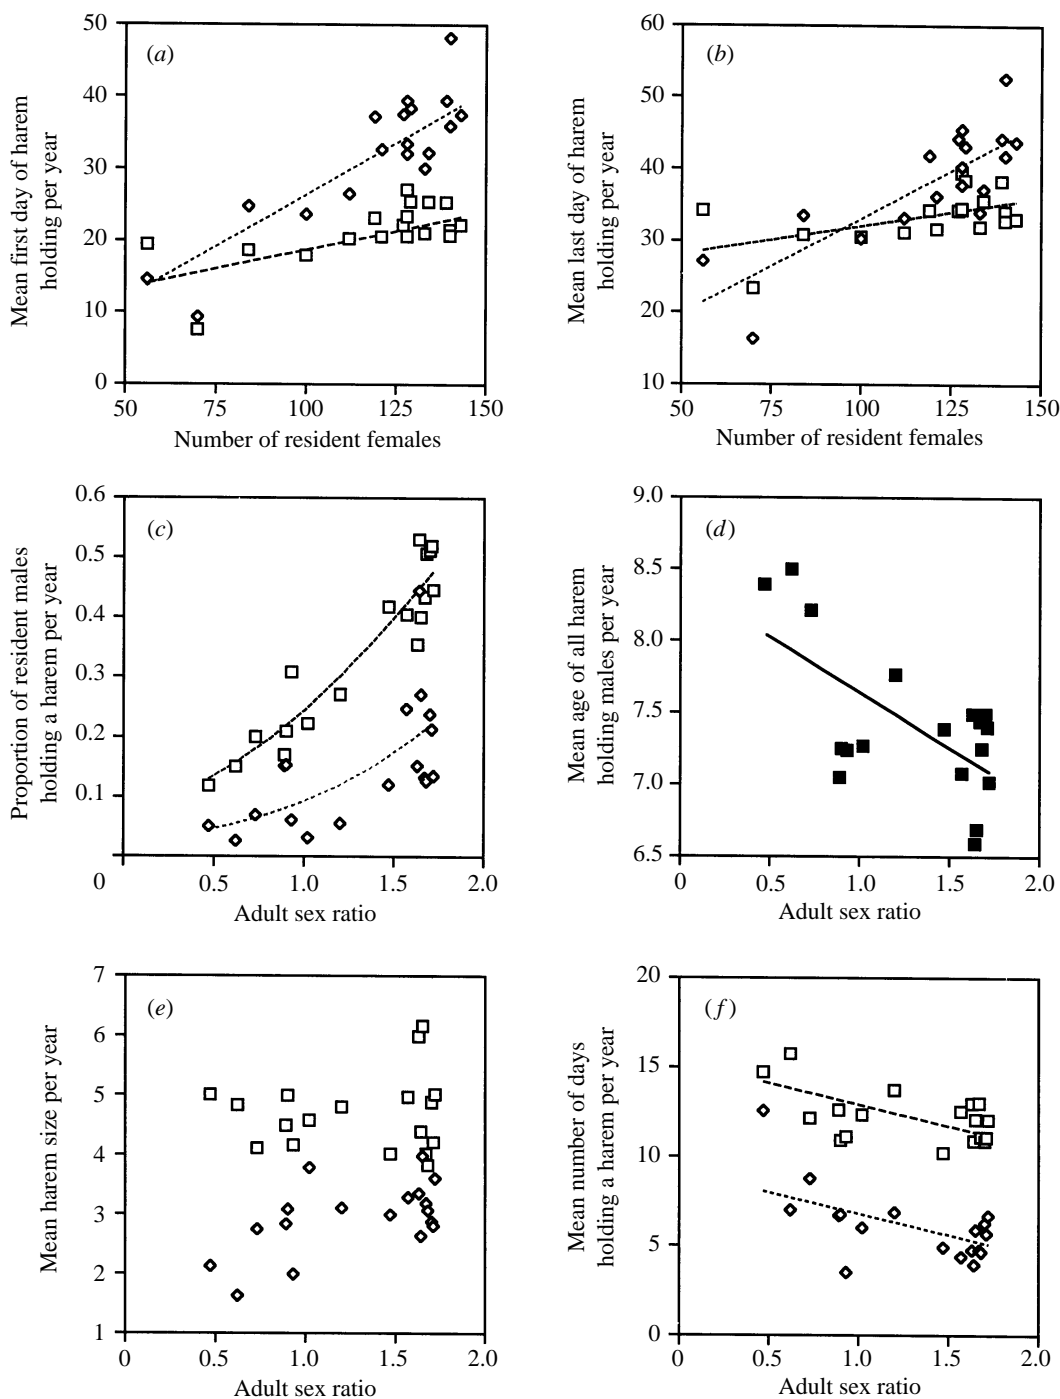 50
40
30
20
10
0
(a)
Mean first day of harem
holding per year
50
75
100
125
150
Number of resident females
60
50
40
30
20
10
(b)
Mean last day of harem
holding per year
50
75
100
125
150
Number of resident females
0.6
0.5
0.4
0.3
0.2
0.1
(c)
Proportion of resident males
holding a harem per year
0
0.5
1.0
1.5
2.0
Adult sex ratio
9.0
8.5
8.0
7.5
7.0
6.5
(d)
Mean age of all harem
holding males per year
0
0.5
1.0
1.5
2.0
Adult sex ratio
7
6
5
4
3
2
1
(e)
Mean harem size per year
0
0.5
1.0
1.5
2.0
Adult sex ratio
20
15
10
5
0
(f)
Mean number of days
holding a harem per year
0
0.5
1.0
1.5
2.0
Adult sex ratio